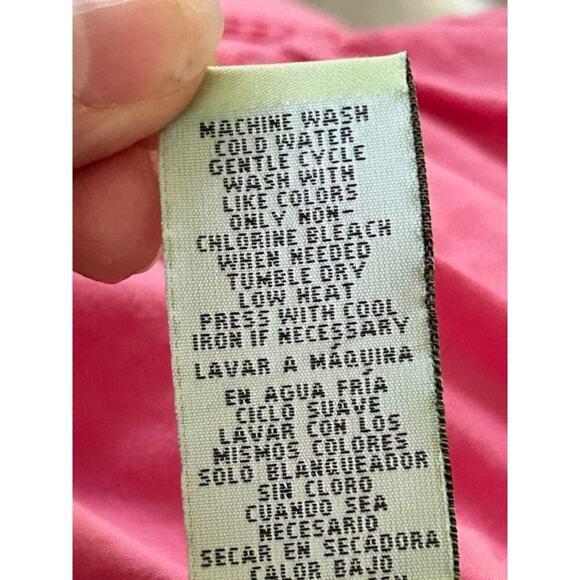 MACHINE WASH
COLD WATER
GENTLE CYCLE
WASH WITH
LIKE COLORS
ONLY NON-
CHLORINE BLEACH
WHEN NEEDED
TUMBLE DRY
LOW HEAT
PRESS WITH COOL
IRON IF NECESSARY
LAVAR A MÁQUINA
EN AGUA FRÍA
CICLO SUAVE
LAVAR CON LOS
MISMOS COLORES
SOLO BLANQUEADOR
SIN CLORO
CUANDO SEA
NECESARIO
SECAR EN SECADORA
CALOR BAJO